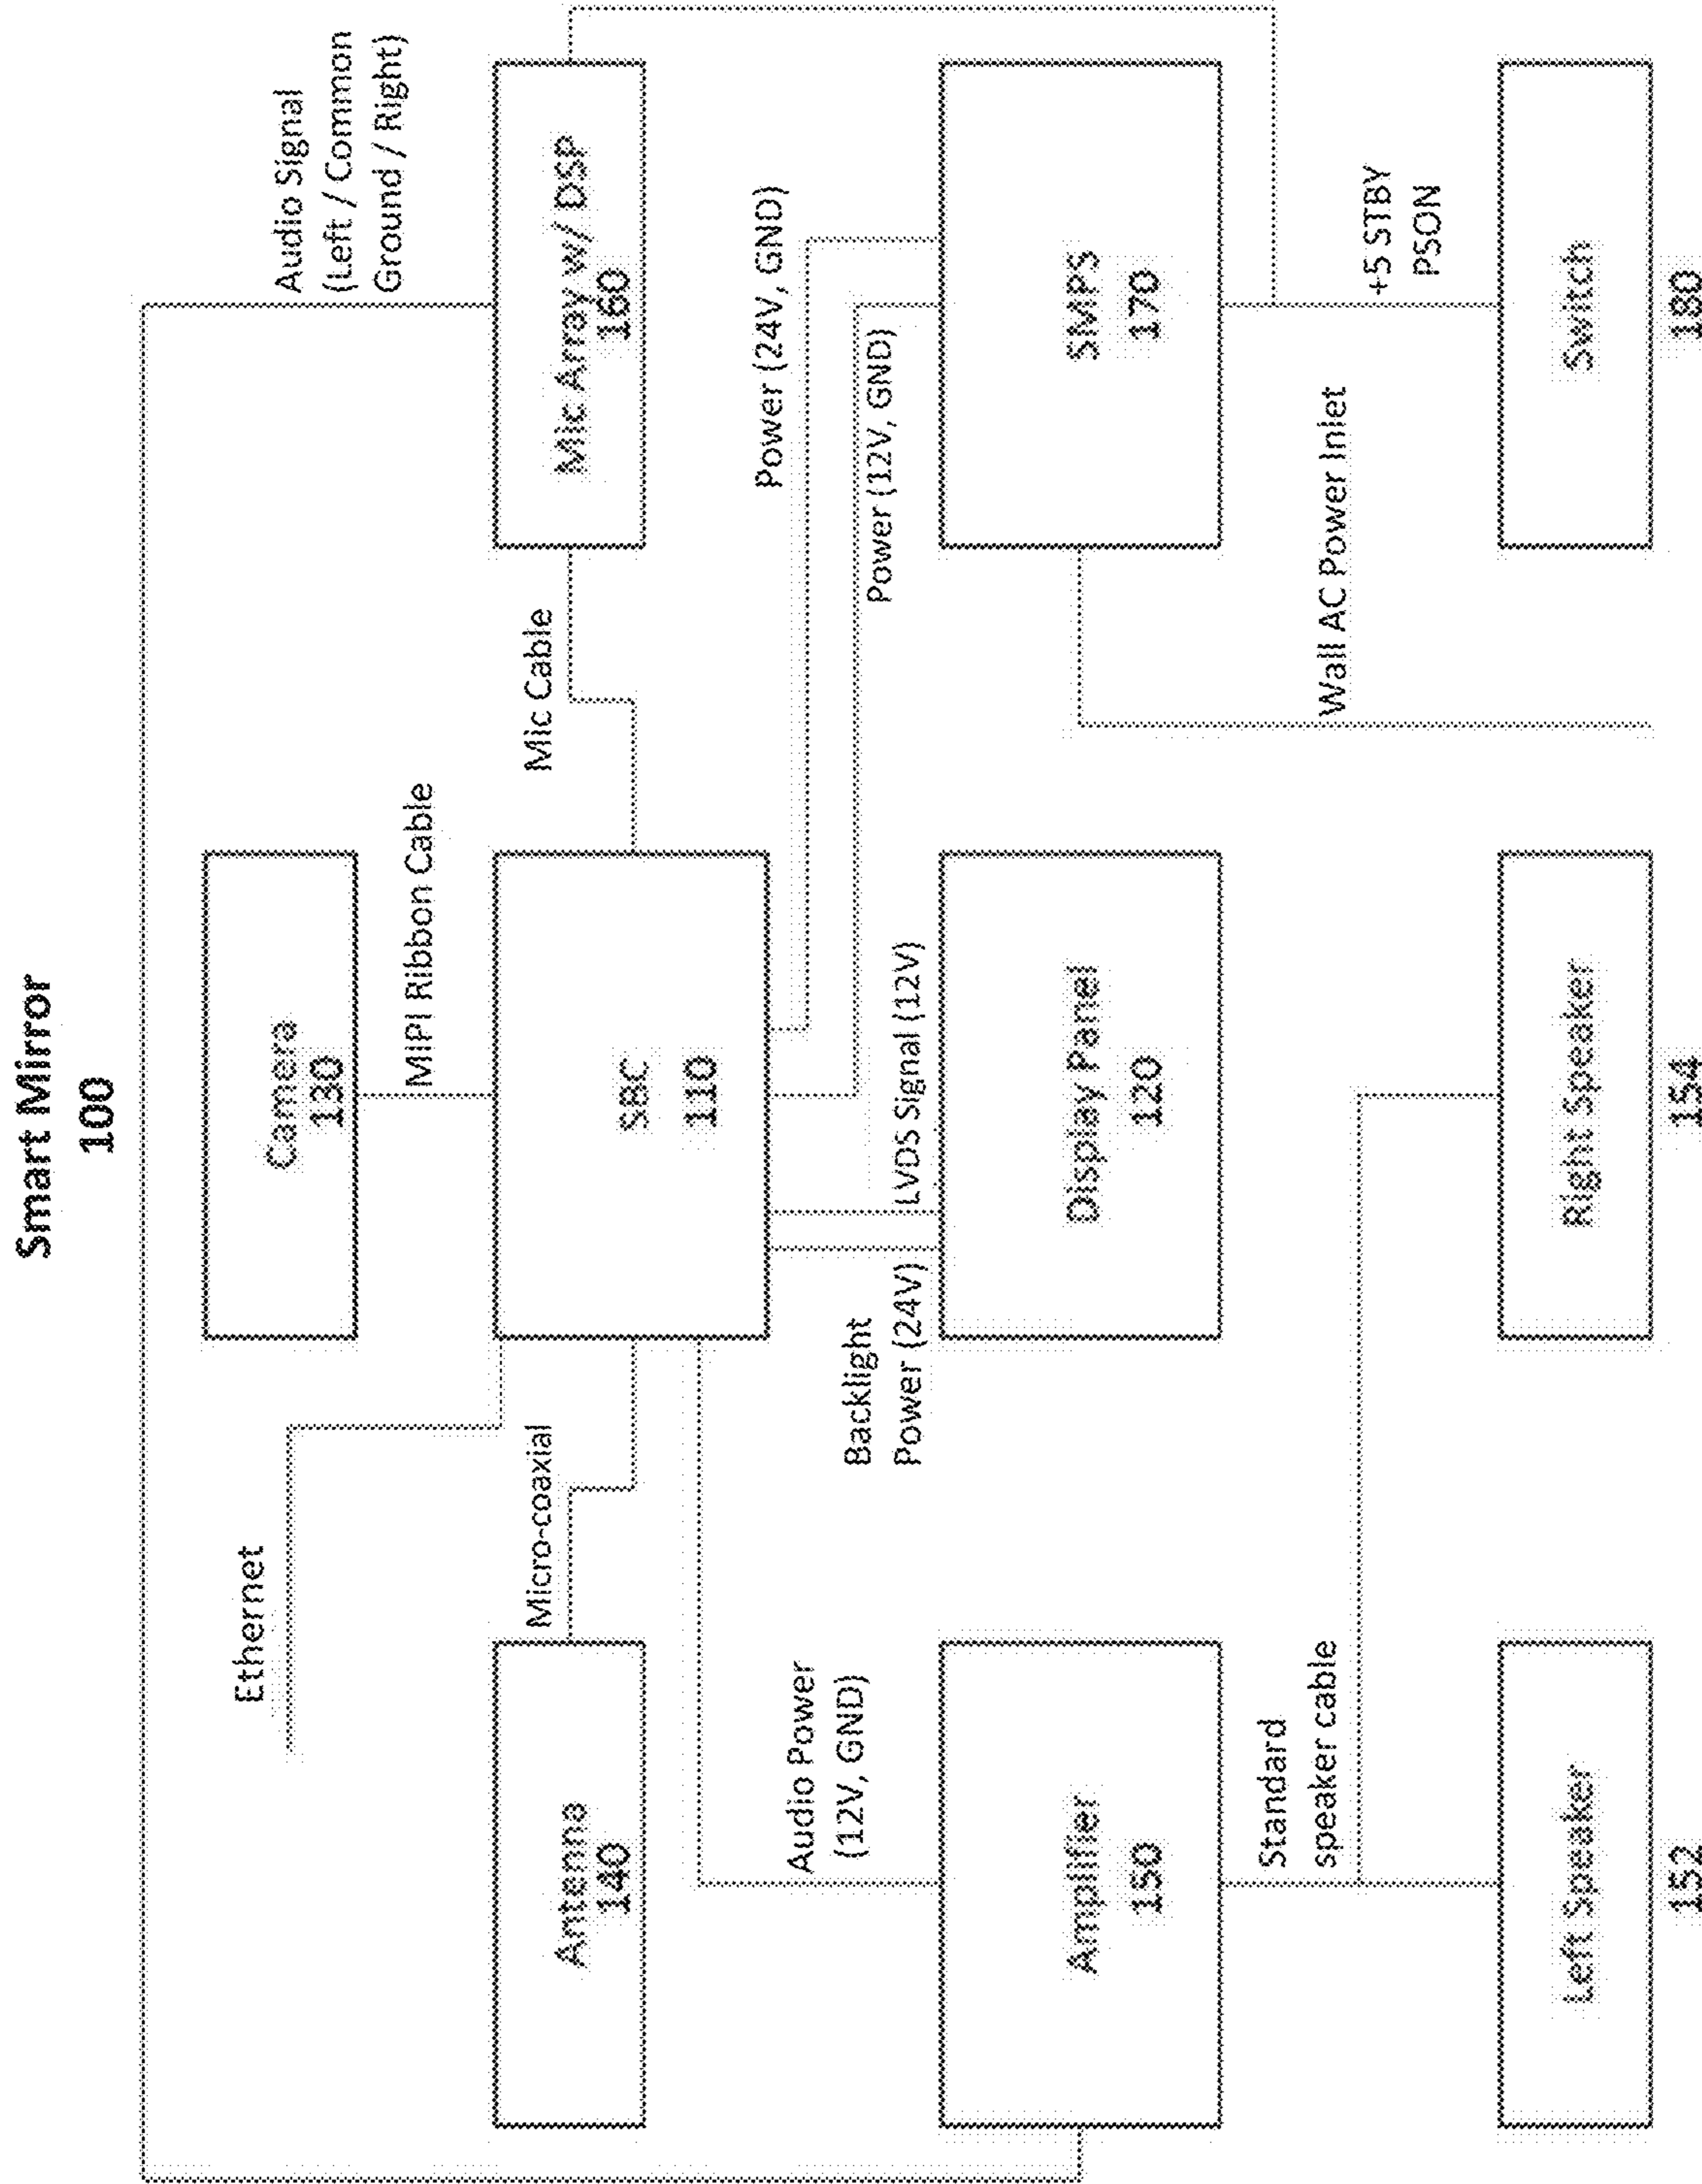 Smart Mirror
100
Audio Signal
(Left / Common
Ground / Right)
Ethernet
Camera
130
MIPI Ribbon Cable
Antenna
140
Micro-coaxial
SBC
110
Mic Cable
Mic Array w/ DSP
160
Audio Power
(12V, GND)
Backlight
Power (24V)
LVDS Signal (12V)
Power (24V, GND)
Power (12V, GND)
Amplifier
150
Display Panel
120
SMPS
170
Standard
speaker cable
Wall AC Power Inlet
+5 STBY
PSON
Left Speaker
152
Right Speaker
154
Switch
180